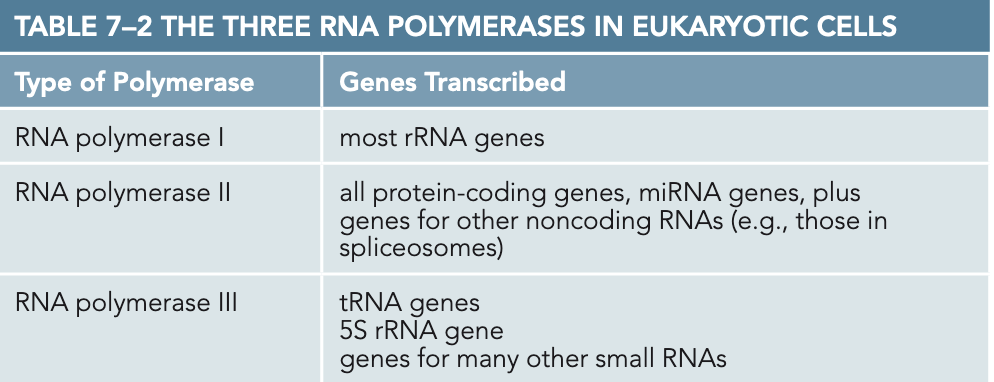 TABLE 7–2 THE THREE RNA POLYMERASES IN EUKARYOTIC CELLS
Type of Polymerase Genes Transcribed
RNA polymerase I most rRNA genes
RNA polymerase II all protein-coding genes, miRNA genes, plus
genes for other noncoding RNAs (e.g., those in
spliceosomes)
RNA polymerase III tRNA genes
5S rRNA gene
genes for many other small RNAs